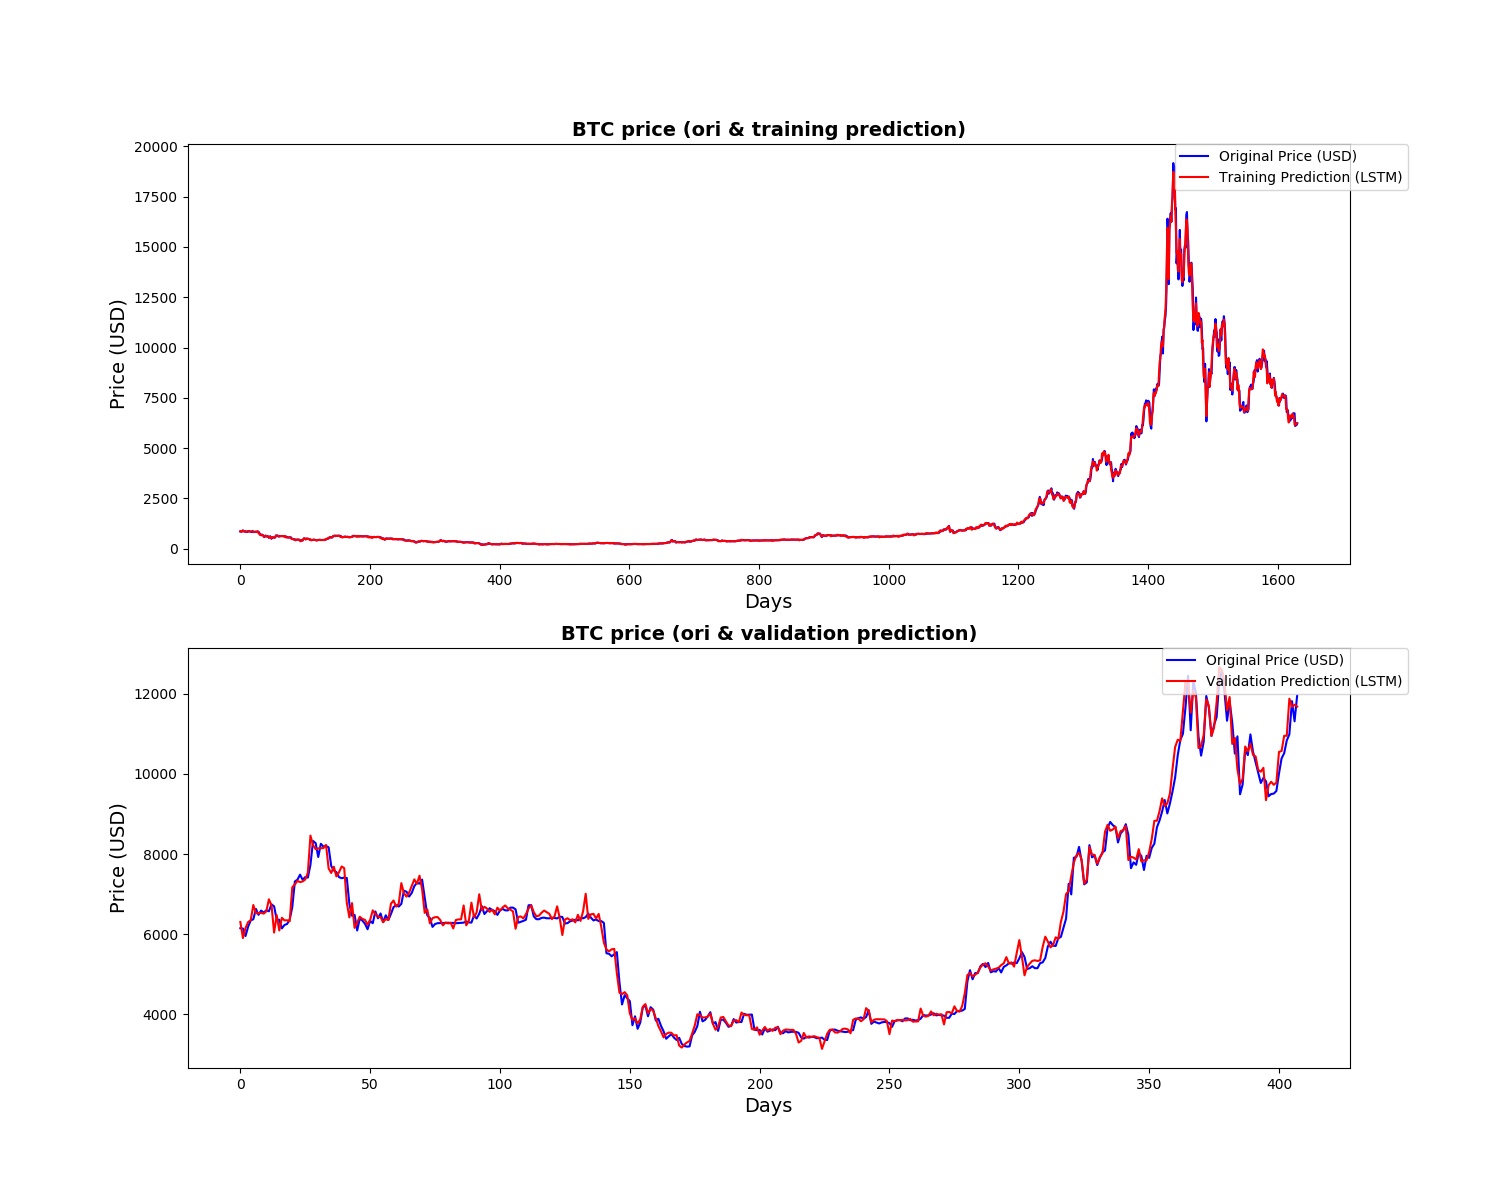 BTC price (ori & training prediction)
20000
17500
15000
12500
10000
7500
5000
2500
0
Price (USD)
Original Price (USD)
Training Prediction (LSTM)
0 200 400 600 800 1000 1200 1400 1600
Days
BTC price (ori & validation prediction)
12000
10000
8000
6000
4000
Price (USD)
Original Price (USD)
Validation Prediction (LSTM)
0 50 100 150 200 250 300 350 400
Days